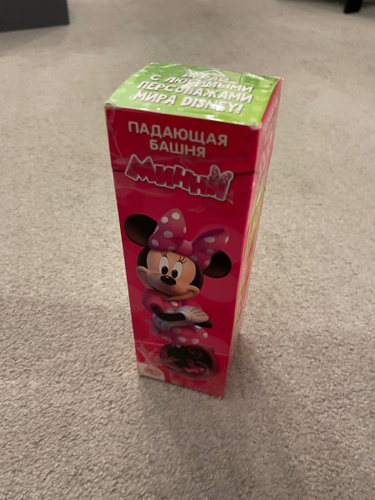 С ЛЮБИМЫМИ
ПЕРСОНАЖАМИ
МИРА DISNEY!
ПАДАЮЩАЯ
БАШНЯ
МИННИ